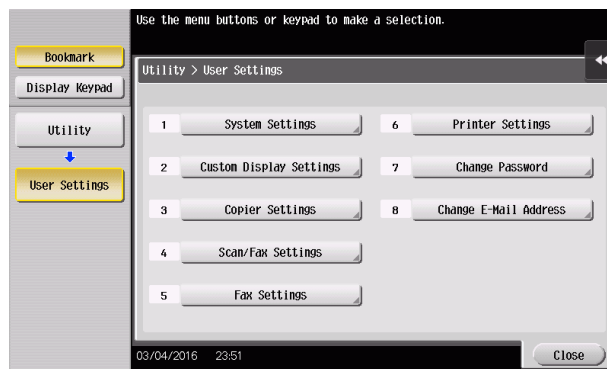 Use the menu buttons or keypad to make a selection.
Bookmark
Display Keypad
Utility
User Settings
Utility > User Settings
1 System Settings
2 Custom Display Settings
3 Copier Settings
4 Scan/Fax Settings
5 Fax Settings
6 Printer Settings
7 Change Password
8 Change E-Mail Address
03/04/2016 23:51
Close